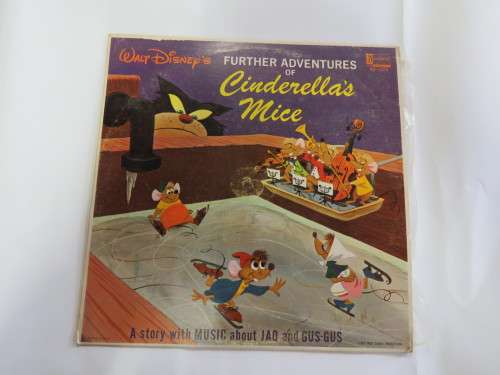 WALT DISNEY'S
FURTHER ADVENTURES
OF
Cinderella's
Mice
A story with MUSIC about JAQ and GUS-GUS